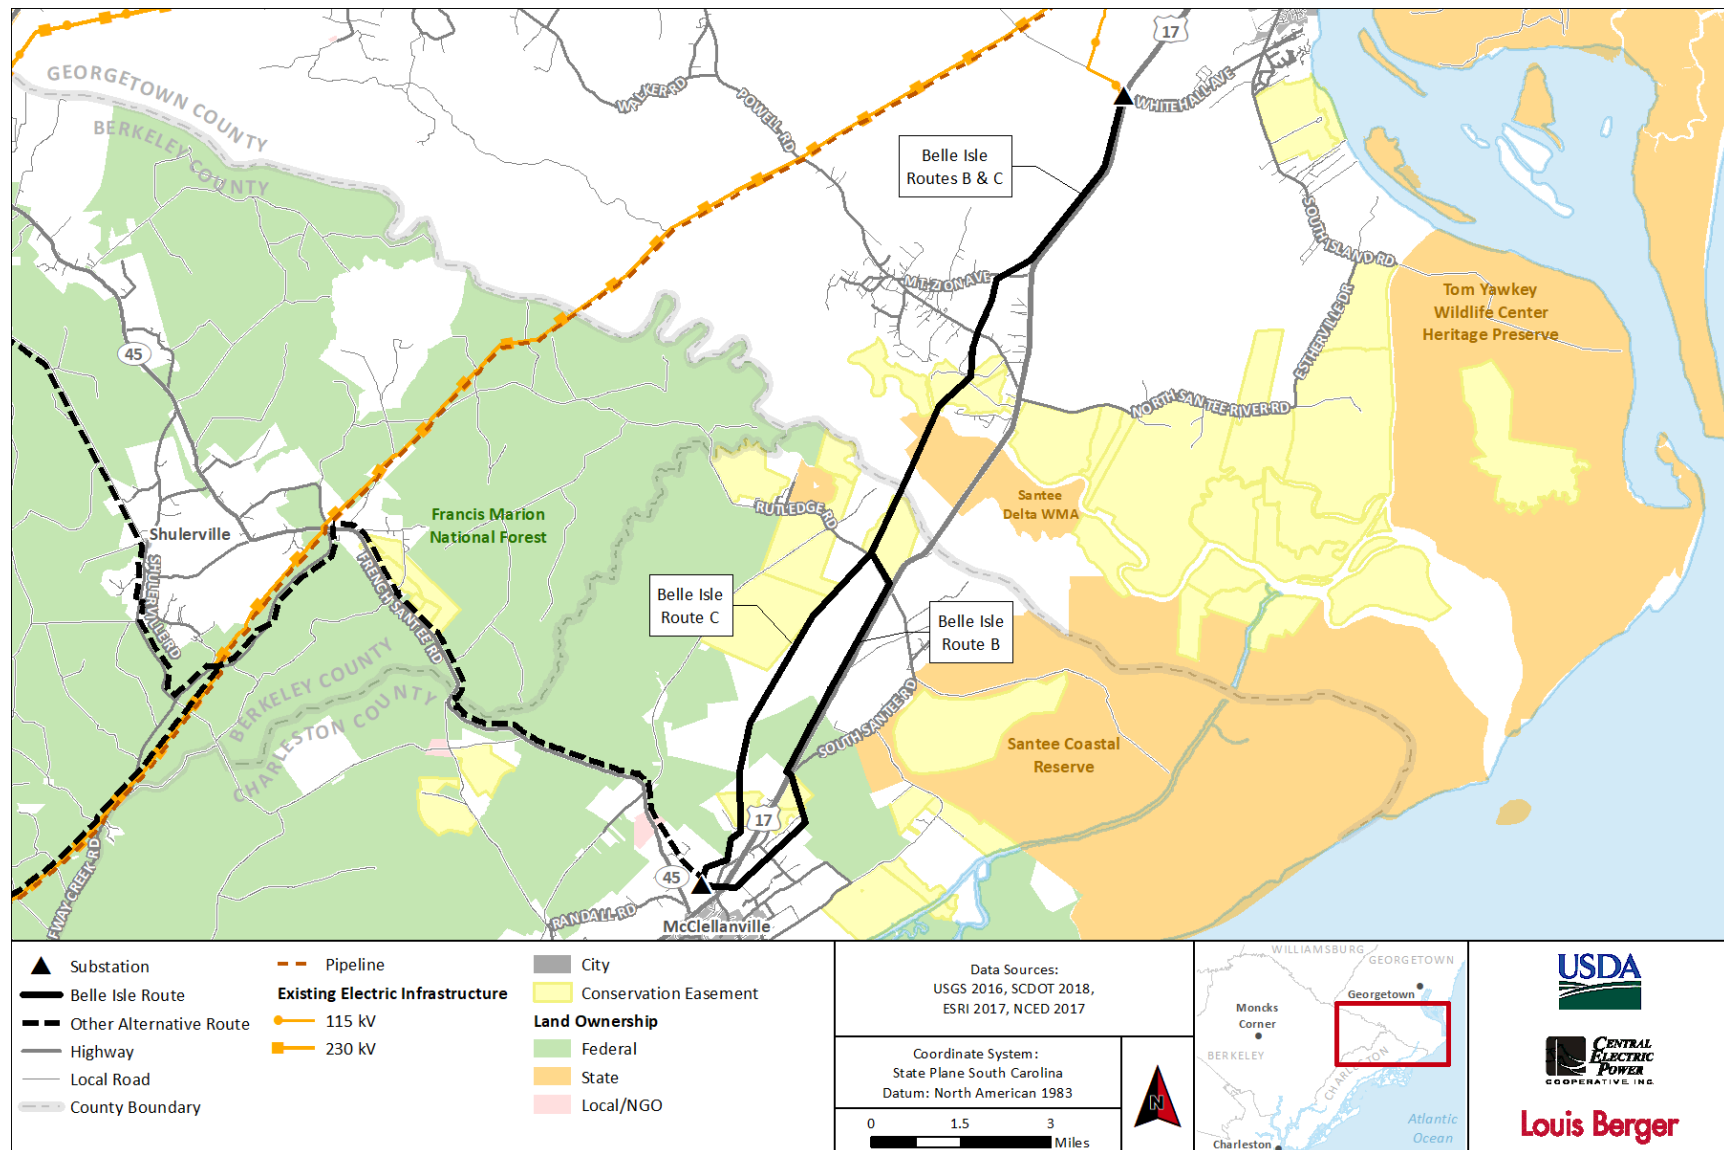 17
GEORGETOWN COUNTY
BERKELEY COUNTY
WALKER RD
POWELL RD
WHITEHALL AVE
Belle Isle
Routes B & C
SOUTH ISLAND RD
MT. ZION AVE
ESTHERVILLE DR
Tom Yawkey
Wildlife Center
Heritage Preserve
45
NORTH SANTEE RIVER RD
Santee
Delta WMA
RUTLEDGE RD
Francis Marion
National Forest
Shulerville
SHULERVILLE RD
FRENCH SANTEE RD
Belle Isle
Route C
Belle Isle
Route B
BERKELEY COUNTY
CHARLESTON COUNTY
SOUTH SANTEE RD
Santee Coastal
Reserve
17
45
FWAY CREEK RD
RANDALL RD
McClellanville
Substation
Belle Isle Route
Other Alternative Route
Highway
Local Road
County Boundary
Pipeline
Existing Electric Infrastructure
115 kV
230 kV
City
Conservation Easement
Land Ownership
Federal
State
Local/NGO
Data Sources:
USGS 2016, SCDOT 2018,
ESRI 2017, NCED 2017
Coordinate System:
State Plane South Carolina
Datum: North American 1983
0 1.5 3
Miles
N
WILLIAMSBURG
GEORGETOWN
Georgetown
Moncks
Corner
BERKELEY
CHARLESTON
Atlantic
Ocean
Charleston
USDA
CENTRAL
ELECTRIC
POWER
COOPERATIVE, INC.
Louis Berger